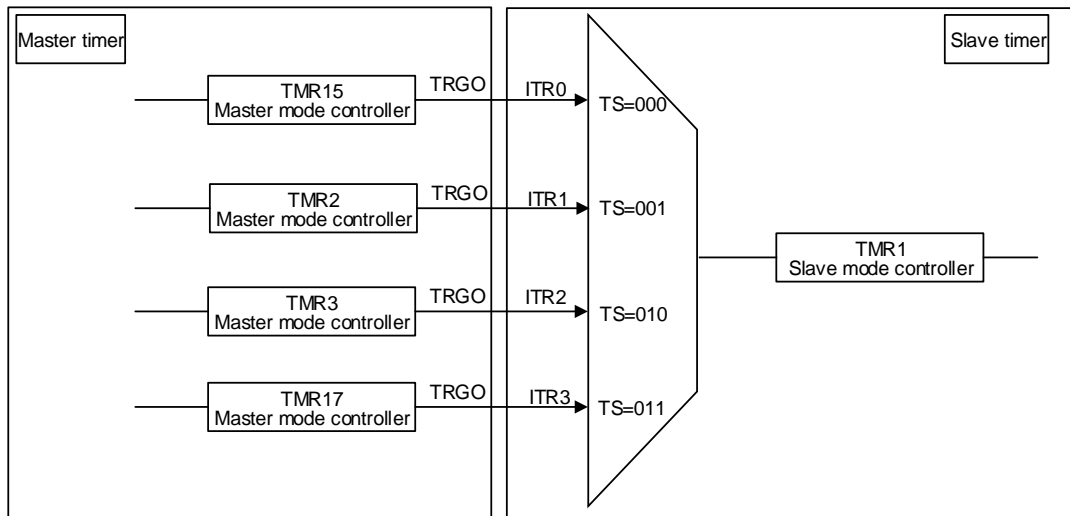 Master timer
Slave timer
TMR15
Master mode controller
TRGO
ITR0
TS=000
TMR2
Master mode controller
TRGO
ITR1
TS=001
TMR1
Slave mode controller
TMR3
Master mode controller
TRGO
ITR2
TS=010
TMR17
Master mode controller
TRGO
ITR3
TS=011